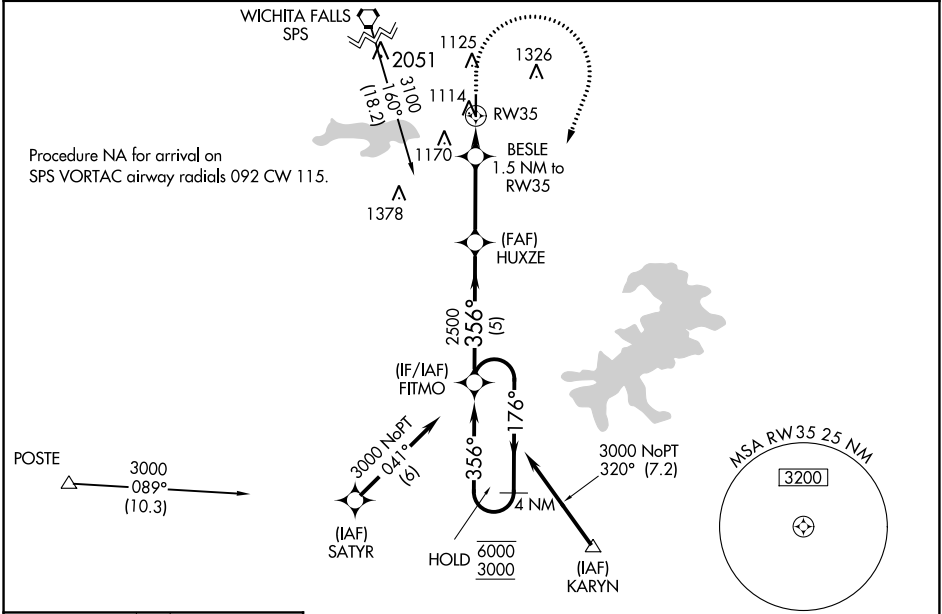 WICHITA FALLS
SPS
2051
3100
160°
(18.2)
1125
1326
1114
RW35
1170
BESLE
1.5 NM to
RW35
Procedure NA for arrival on
SPS VORTAC airway radials 092 CW 115.
1378
(FAF)
HUXZE
2500
356°
(5)
(IF/IAF)
FITMO
176°
356°
3000 NoPT
041°
(6)
POSTE
3000
089°
(10.3)
(IAF)
SATYR
4 NM
HOLD
6000
3000
3000 NoPT
320° (7.2)
(IAF)
KARYN
MSA RW35 25 NM
3200